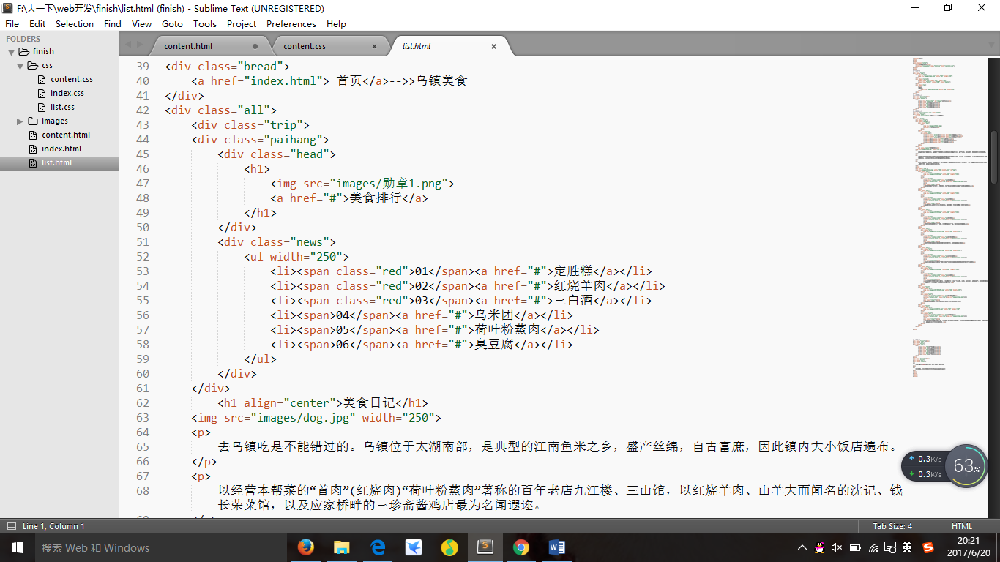 F:\大一下\web开发\finish\list.html (finish) - Sublime Text (UNREGISTERED)
File Edit Selection Find View Goto Tools Project Preferences Help
FOLDERS
finish
css
content.css
index.css
list.css
images
content.html
index.html
list.html
content.html
content.css
list.html
39 <div class="bread">
40 <a href="index.html"> 首页</a>-->>乌镇美食
41 </div>
42 <div class="all">
43 <div class="trip">
44 <div class="paihang">
45 <div class="head">
46 <h1>
47 <img src="images/勋章1.png">
48 <a href="#">美食排行</a>
49 </h1>
50 </div>
51 <div class="news">
52 <ul width="250">
53 <li><span class="red">01</span><a href="#">定胜糕</a></li>
54 <li><span class="red">02</span><a href="#">红烧羊肉</a></li>
55 <li><span class="red">03</span><a href="#">三白酒</a></li>
56 <li><span>04</span><a href="#">乌米团</a></li>
57 <li><span>05</span><a href="#">荷叶粉蒸肉</a></li>
58 <li><span>06</span><a href="#">臭豆腐</a></li>
59 </ul>
60 </div>
61 </div>
62 <h1 align="center">美食日记</h1>
63 <img src="images/dog.jpg" width="250">
64 <p>
65 去乌镇吃是不能错过的。乌镇位于太湖南部，是典型的江南鱼米之乡，盛产丝绵，自古富庶，因此镇内大小饭店遍布。
66 </p>
67 <p>
68 以经营本帮菜的“首肉”(红烧肉)“荷叶粉蒸肉”著称的百年老店九江楼、三山馆，以红烧羊肉、山羊大面闻名的沈记、钱
长荣菜馆，以及应家桥畔的三珍斋酱鸡店最为名闻遐迩。
0.3K/s
0.3K/s
63%
Line 1, Column 1
Tab Size: 4
HTML
搜索 Web 和 Windows
英
20:21
2017/6/20